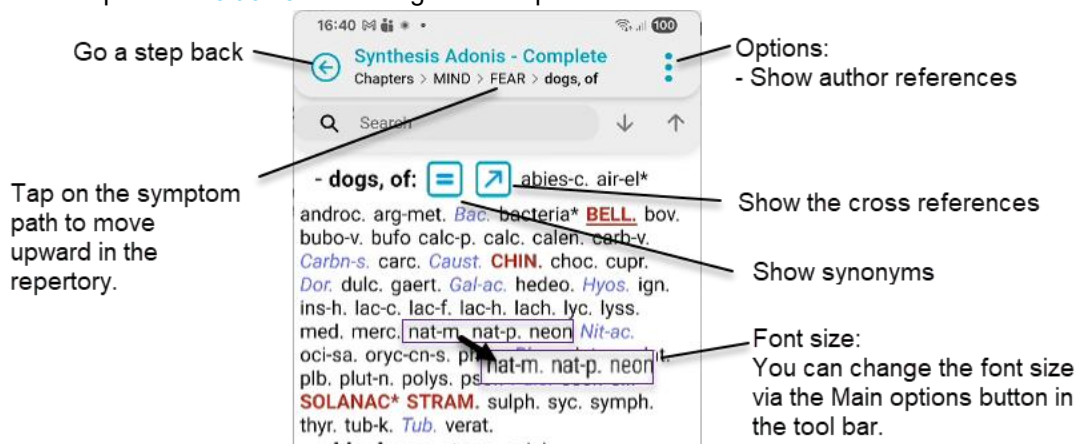 16:40
100
Go a step back
Synthesis Adonis - Complete
Chapters > MIND > FEAR > dogs, of
Options:
- Show author references
Search
Tap on the symptom
path to move
upward in the
repertory.
- dogs, of: = abies-c. air-el*
androc. arg-met. Bac. bacteria* BELL. bov.
bubo-v. bufo calc-p. calc. calen. carb-v.
Carbn-s. carc. Caust. CHIN. choc. cupr.
Dor. dulc. gaert. Gal-ac. hedeo. Hyos. ign.
ins-h. lac-c. lac-f. lac-h. lach. lyc. lyss.
med. merc. nat-m. nat-p. neon Nit-ac.
oci-sa. oryc-cn-s.
nat-m. nat-p. neon
plb. plut-n. polys.
SOLANAC* STRAM. sulph. syc. symph.
thyr. tub-k. Tub. verat.
Show the cross references
Show synonyms
Font size:
You can change the font size
via the Main options button in
the tool bar.